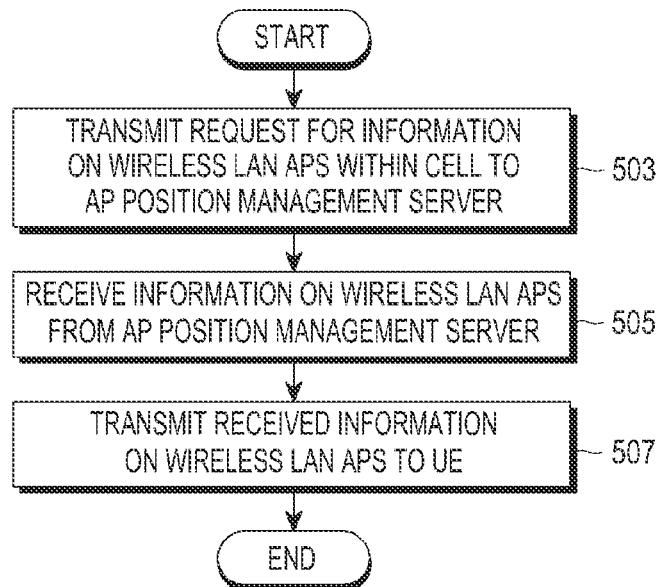 START
TRANSMIT REQUEST FOR INFORMATION
ON WIRELESS LAN APS WITHIN CELL TO
AP POSITION MANAGEMENT SERVER
503
RECEIVE INFORMATION ON WIRELESS LAN APS
FROM AP POSITION MANAGEMENT SERVER
505
TRANSMIT RECEIVED INFORMATION
ON WIRELESS LAN APS TO UE
507
END